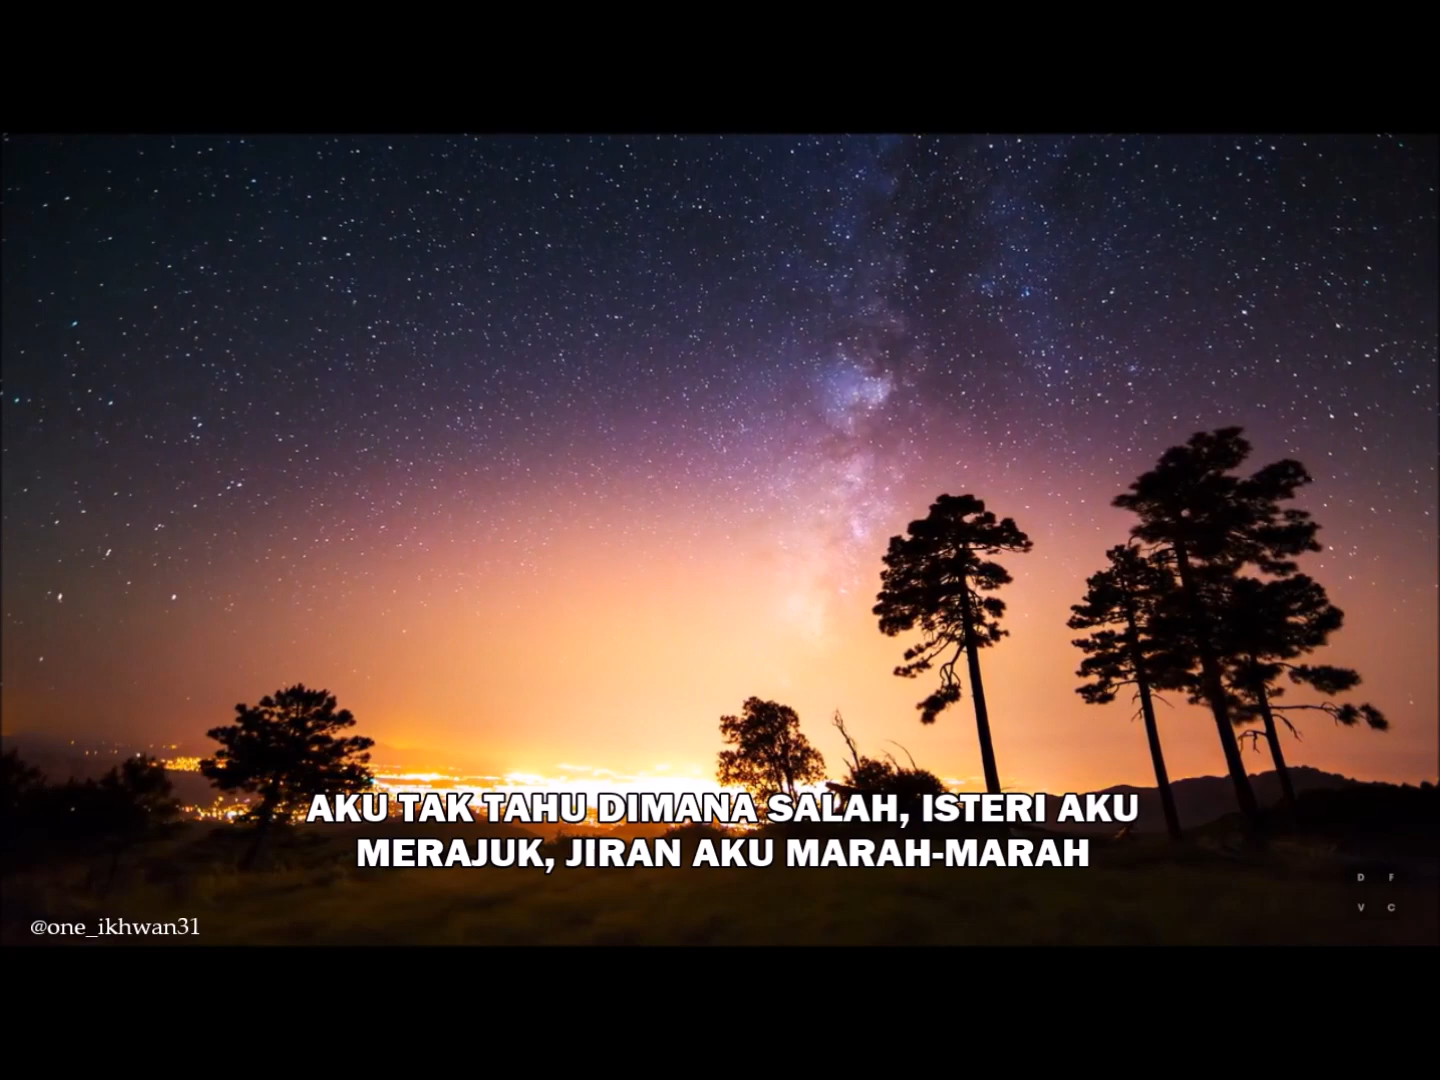 AKU TAK TAHU DIMANA SALAH, ISTERI AKU
MERAJUK, JIRAN AKU MARAH-MARAH
D F
V C
@one_ikhwan31